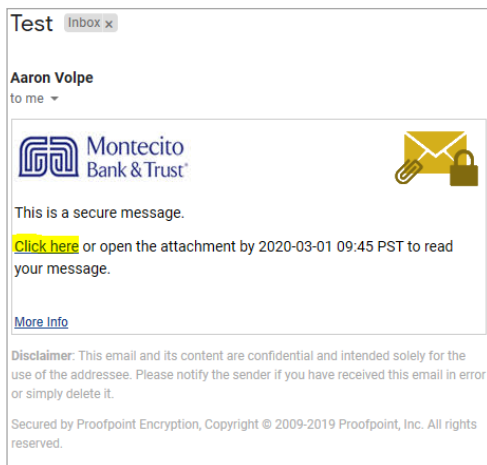 Test Inbox x
Aaron Volpe
to me
Montecito
Bank & Trust®
This is a secure message.
Click here or open the attachment by 2020-03-01 09:45 PST to read
your message.
More Info
Disclaimer: This email and its content are confidential and intended solely for the
use of the addressee. Please notify the sender if you have received this email in error
or simply delete it.
Secured by Proofpoint Encryption, Copyright © 2009-2019 Proofpoint, Inc. All rights
reserved.